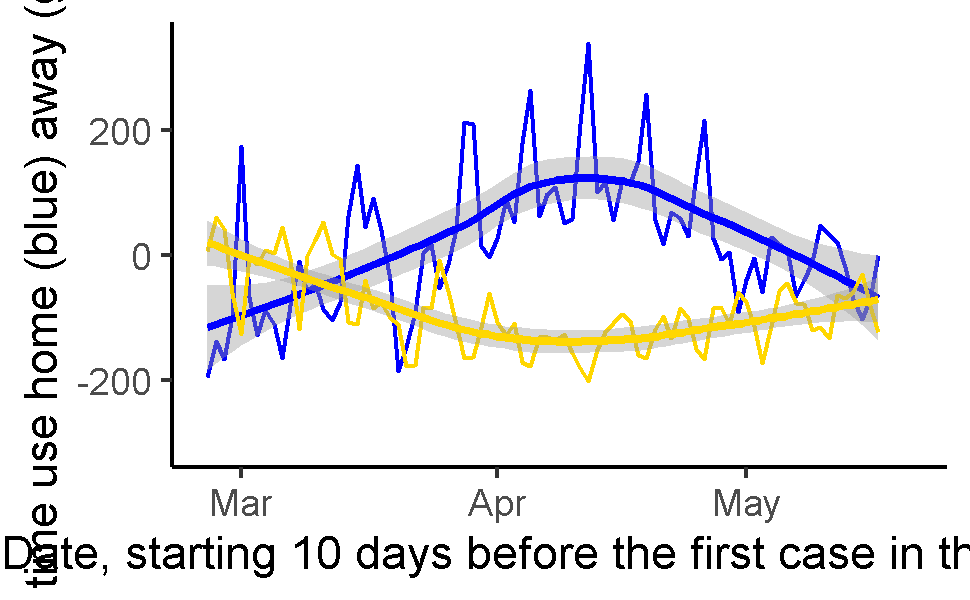 time use home (blue) away (
200
0
-200
Mar Apr May
Date, starting 10 days before the first case in th